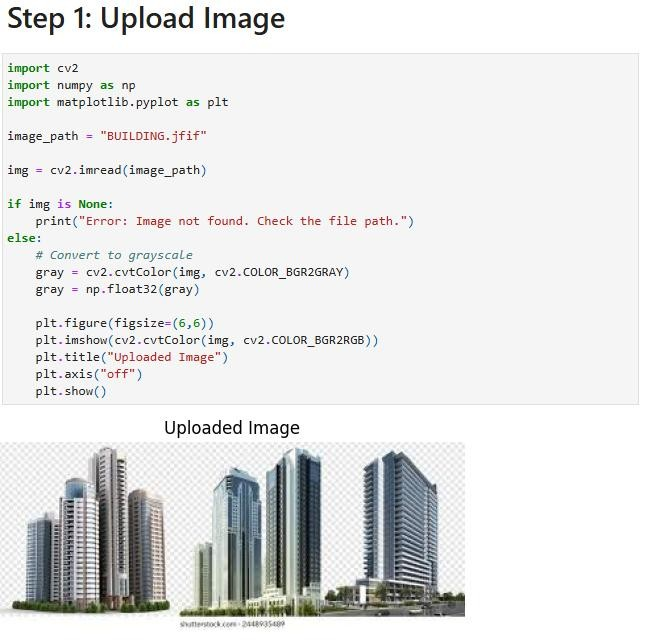 Step 1: Upload Image
import cv2
import numpy as np
import matplotlib.pyplot as plt
image_path = "BUILDING.jfif"
img = cv2.imread(image_path)
if img is None:
    print("Error: Image not found. Check the file path.")
else:
    # Convert to grayscale
    gray = cv2.cvtColor(img, cv2.COLOR_BGR2GRAY)
    gray = np.float32(gray)
    plt.figure(figsize=(6,6))
    plt.imshow(cv2.cvtColor(img, cv2.COLOR_BGR2RGB))
    plt.title("Uploaded Image")
    plt.axis("off")
    plt.show()
Uploaded Image
shutterstock.com · 2448935489